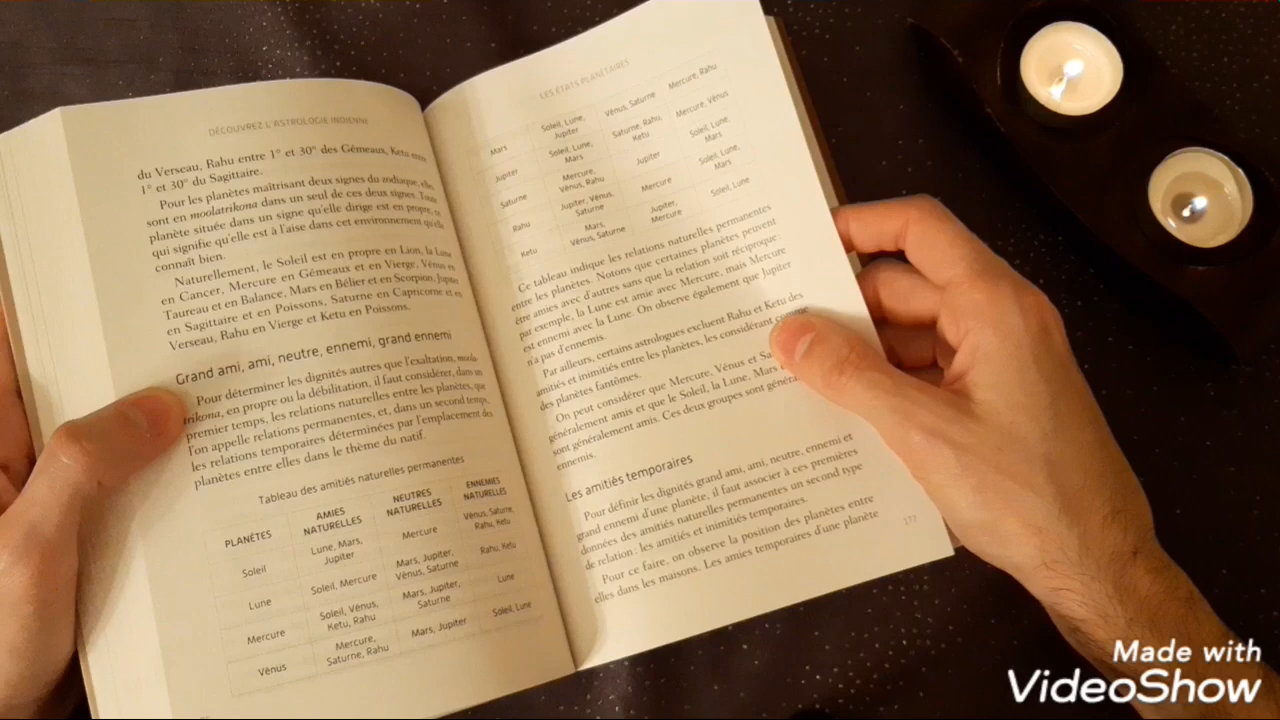 DÉCOUVREZ L'ASTROLOGIE INDIENNE
du Verseau, Rahu entre 1° et 30° des Gémeaux, Ketu entre
1° et 30° du Sagittaire.
Pour les planètes maîtrisant deux signes du zodiaque, elles
sont en moolatrikona dans un seul de ces deux signes. Toute
planète située dans un signe qu'elle dirige est en propre, ce
qui signifie qu'elle est à l'aise dans cet environnement qu'elle
connaît bien.
Naturellement, le Soleil est en propre en Lion, la Lune
en Cancer, Mercure en Gémeaux et en Vierge, Vénus en
Taureau et en Balance, Mars en Bélier et en Scorpion, Jupiter
en Sagittaire et en Poissons, Saturne en Capricorne et en
Verseau, Rahu en Vierge et Ketu en Poissons.
Grand ami, ami, neutre, ennemi, grand ennemi
Pour déterminer les dignités autres que l'exaltation, moola-
trikona, en propre ou la débilitation, il faut considérer, dans un
premier temps, les relations naturelles entre les planètes, que
l'on appelle relations permanentes, et, dans un second temps,
les relations temporaires déterminées par l'emplacement des
planètes entre elles dans le thème du natif.
Tableau des amitiés naturelles permanentes
PLANÈTES AMIES NATURELLES NEUTRES NATURELLES ENNEMIES NATURELLES
Soleil Lune, Mars, Jupiter Mercure Vénus, Saturne, Rahu, Ketu
Lune Soleil, Mercure Mars, Jupiter, Vénus, Saturne Rahu, Ketu
Mercure Soleil, Vénus, Ketu, Rahu Mars, Jupiter, Saturne Lune
Vénus Mercure, Saturne, Rahu Mars, Jupiter Soleil, Lune
LES ÉTATS PLANÉTAIRES
Mars Soleil, Lune, Jupiter Vénus, Saturne Mercure, Rahu
Jupiter Soleil, Lune, Mars Saturne, Rahu, Ketu Mercure, Vénus
Saturne Mercure, Vénus, Rahu Jupiter Soleil, Lune, Mars
Rahu Jupiter, Vénus, Saturne Mercure Soleil, Lune, Mars
Ketu Mars, Vénus, Saturne Jupiter, Mercure Soleil, Lune
Ce tableau indique les relations naturelles permanentes
entre les planètes. Notons que certaines planètes peuvent
être amies avec d'autres sans que la relation soit réciproque :
par exemple, la Lune est amie avec Mercure, mais Mercure
est ennemi avec la Lune. On observe également que Jupiter
n'a pas d'ennemis.
Par ailleurs, certains astrologues excluent Rahu et Ketu des
amitiés et inimitiés entre les planètes, les considérant comme
des planètes fantômes.
On peut considérer que Mercure, Vénus et
généralement amis et que le Soleil, la Lune, Mars
sont généralement amis. Ces deux groupes sont
ennemis.
Les amitiés temporaires
Pour définir les dignités grand ami, ami, neutre, ennemi et
grand ennemi d'une planète, il faut associer à ces premières
données des amitiés naturelles permanentes un second type
de relation : les amitiés et inimitiés temporaires.
Pour ce faire, on observe la position des planètes entre
elles dans les maisons. Les amies temporaires d'une planète
177
Made with
VideoShow